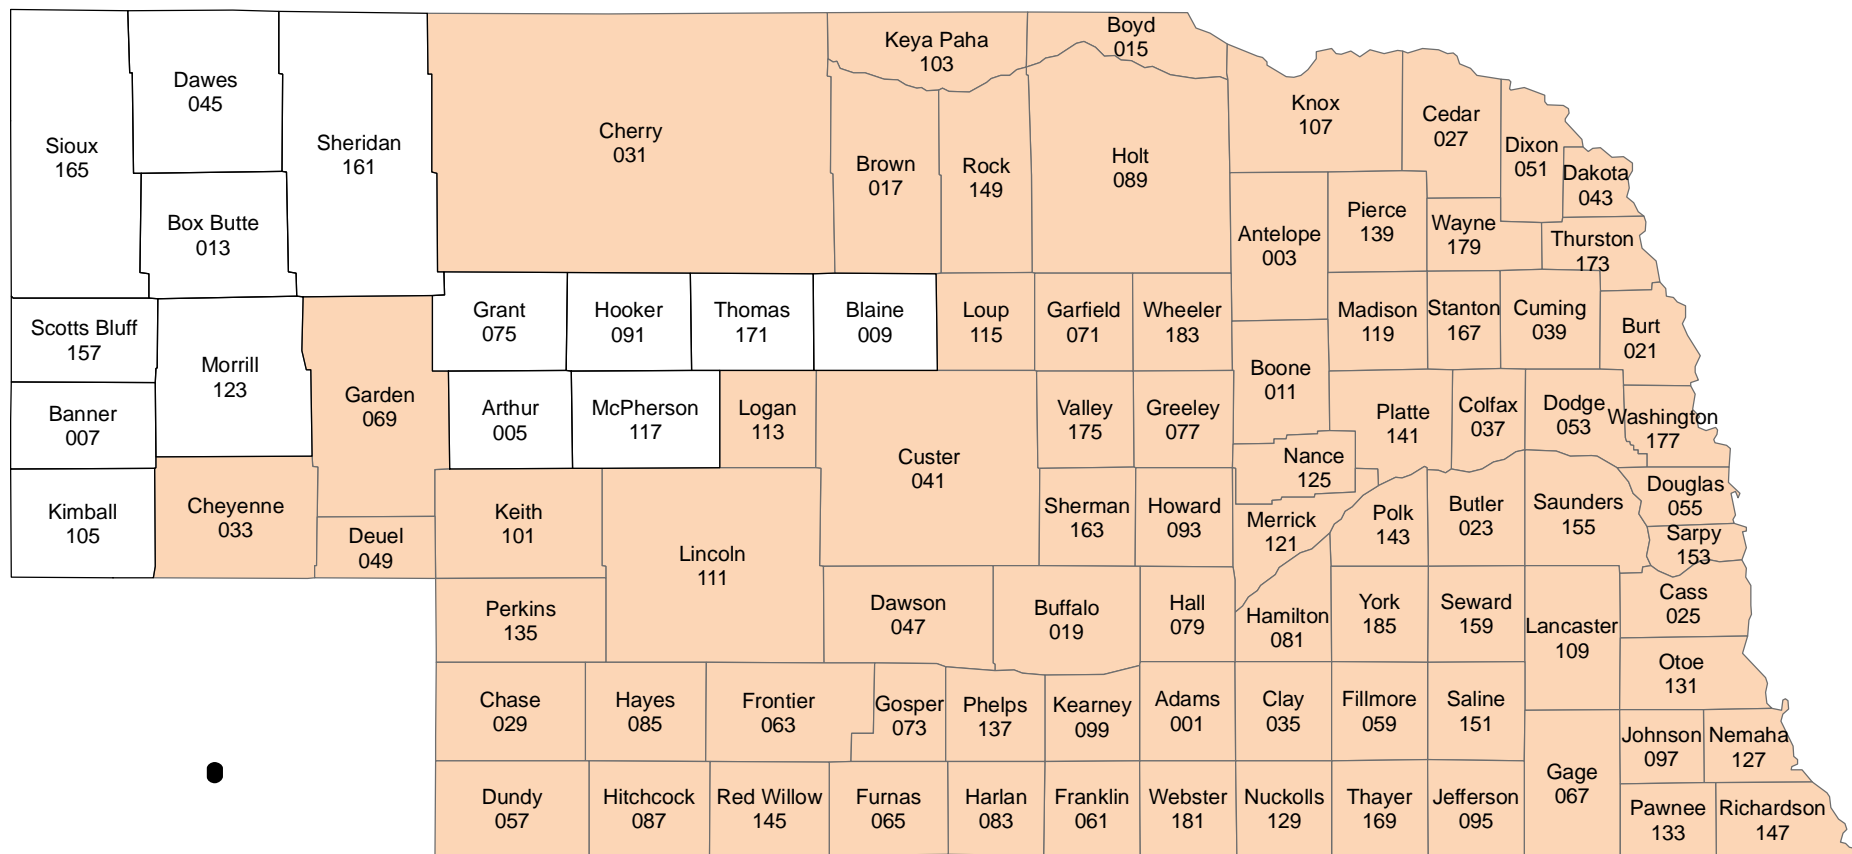 Sioux
165
Dawes
045
Box Butte
013
Sheridan
161
Cherry
031
Keya Paha
103
Boyd
015
Brown
017
Rock
149
Holt
089
Knox
107
Cedar
027
Dixon
051
Dakota
043
Antelope
003
Pierce
139
Wayne
179
Thurston
173
Scotts Bluff
157
Morrill
123
Garden
069
Grant
075
Hooker
091
Thomas
171
Blaine
009
Loup
115
Garfield
071
Wheeler
183
Boone
011
Madison
119
Stanton
167
Cuming
039
Burt
021
Banner
007
Arthur
005
McPherson
117
Logan
113
Custer
041
Valley
175
Greeley
077
Nance
125
Platte
141
Colfax
037
Dodge
053
Washington
177
Kimball
105
Cheyenne
033
Deuel
049
Keith
101
Lincoln
111
Sherman
163
Howard
093
Merrick
121
Polk
143
Butler
023
Saunders
155
Douglas
055
Sarpy
153
Perkins
135
Dawson
047
Buffalo
019
Hall
079
Hamilton
081
York
185
Seward
159
Lancaster
109
Cass
025
Otoe
131
Chase
029
Hayes
085
Frontier
063
Gosper
073
Phelps
137
Kearney
099
Adams
001
Clay
035
Fillmore
059
Saline
151
Gage
067
Johnson
097
Nemaha
127
Dundy
057
Hitchcock
087
Red Willow
145
Furnas
065
Harlan
083
Franklin
061
Webster
181
Nuckolls
129
Thayer
169
Jefferson
095
Pawnee
133
Richardson
147